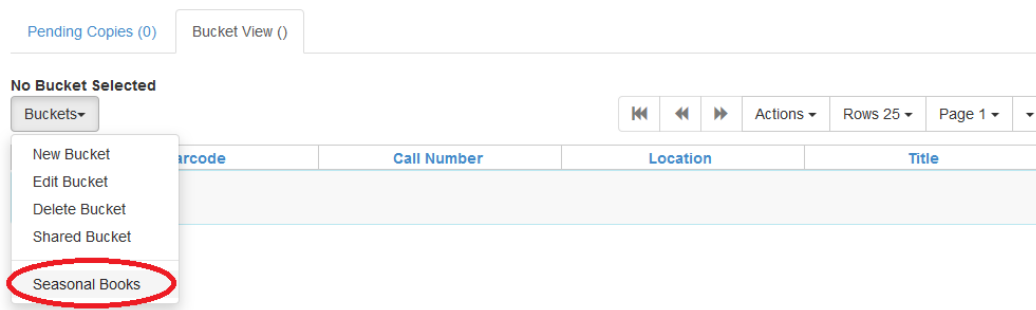 Pending Copies (0) Bucket View ()
No Bucket Selected
Buckets Actions Rows 25 Page 1
New Bucket arcode Call Number Location Title
Edit Bucket
Delete Bucket
Shared Bucket
Seasonal Books